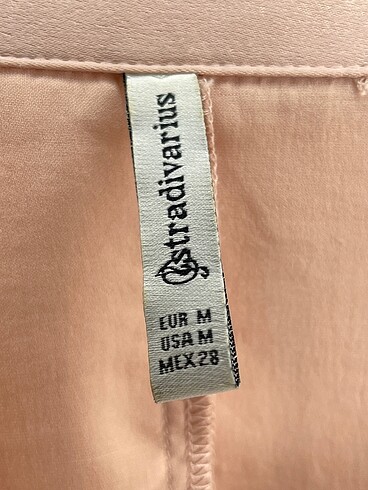 stradivarius
EUR M
USA M
MEX 28